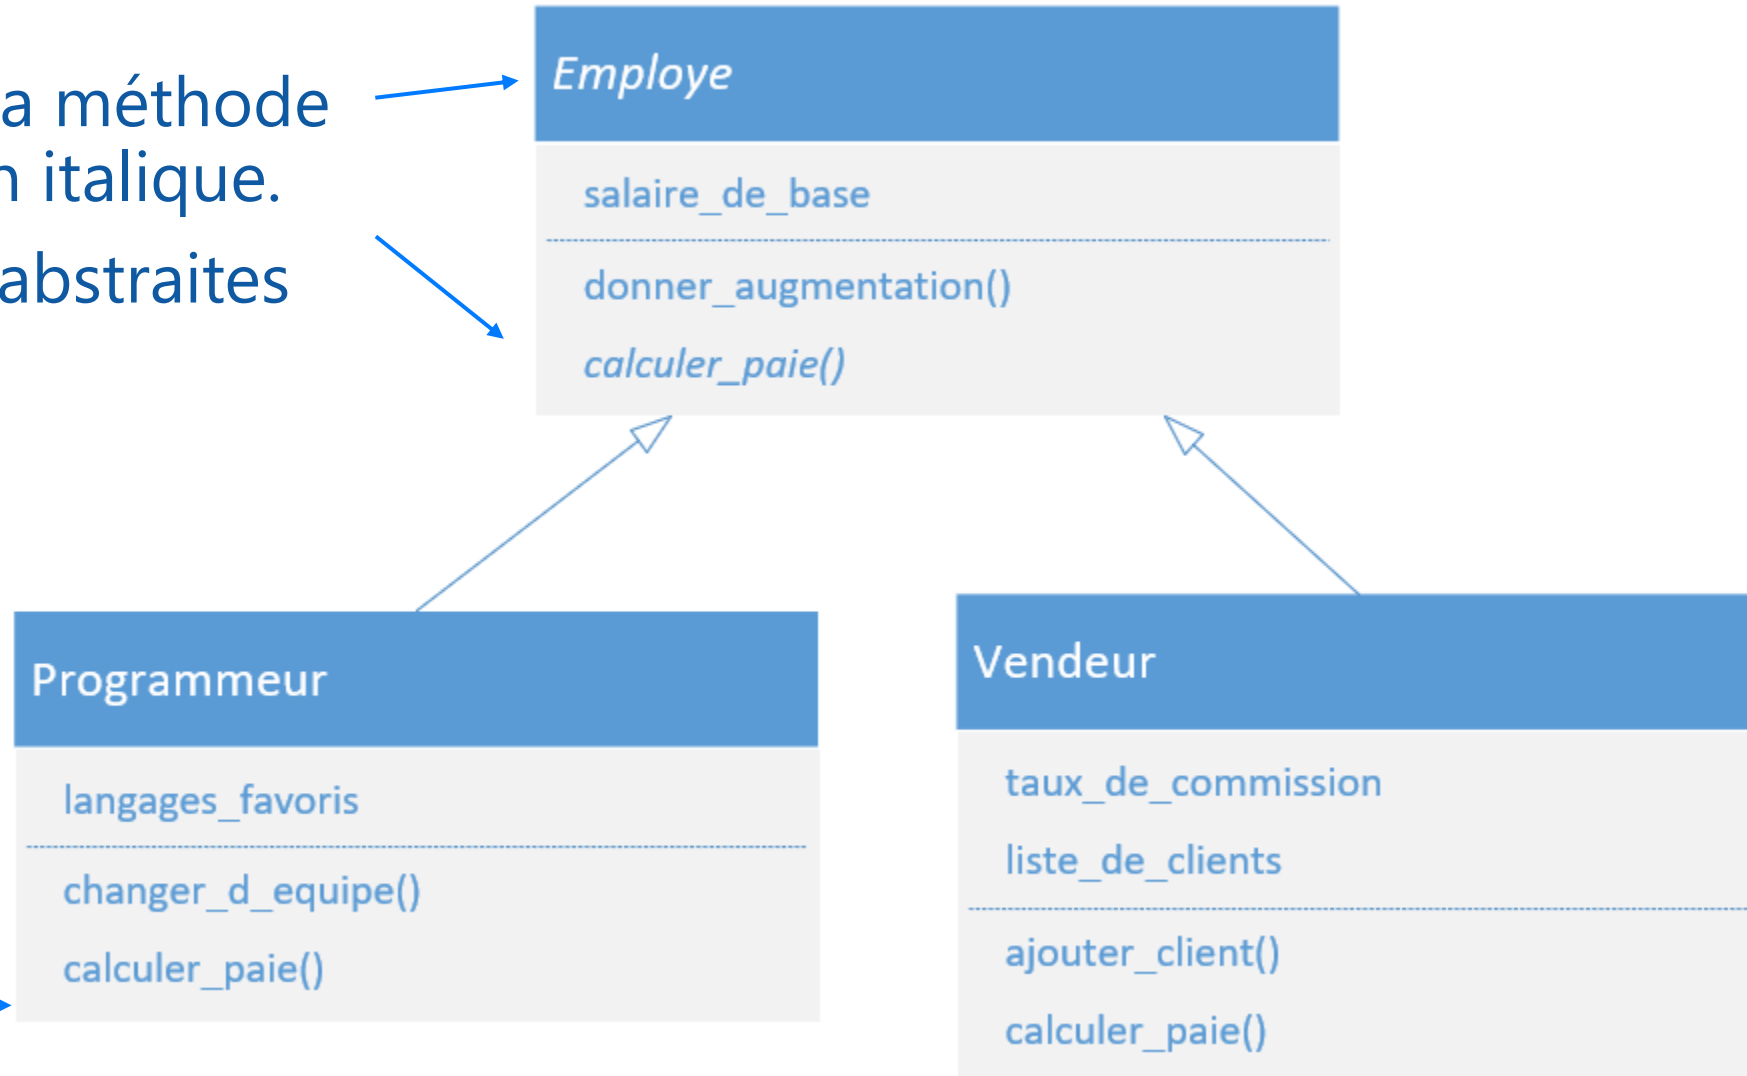 a méthode
n italique.
abstraites
Employe
salaire_de_base
donner_augmentation()
calculer_paie()
Programmeur
langages_favoris
changer_d_equipe()
calculer_paie()
Vendeur
taux_de_commission
liste_de_clients
ajouter_client()
calculer_paie()